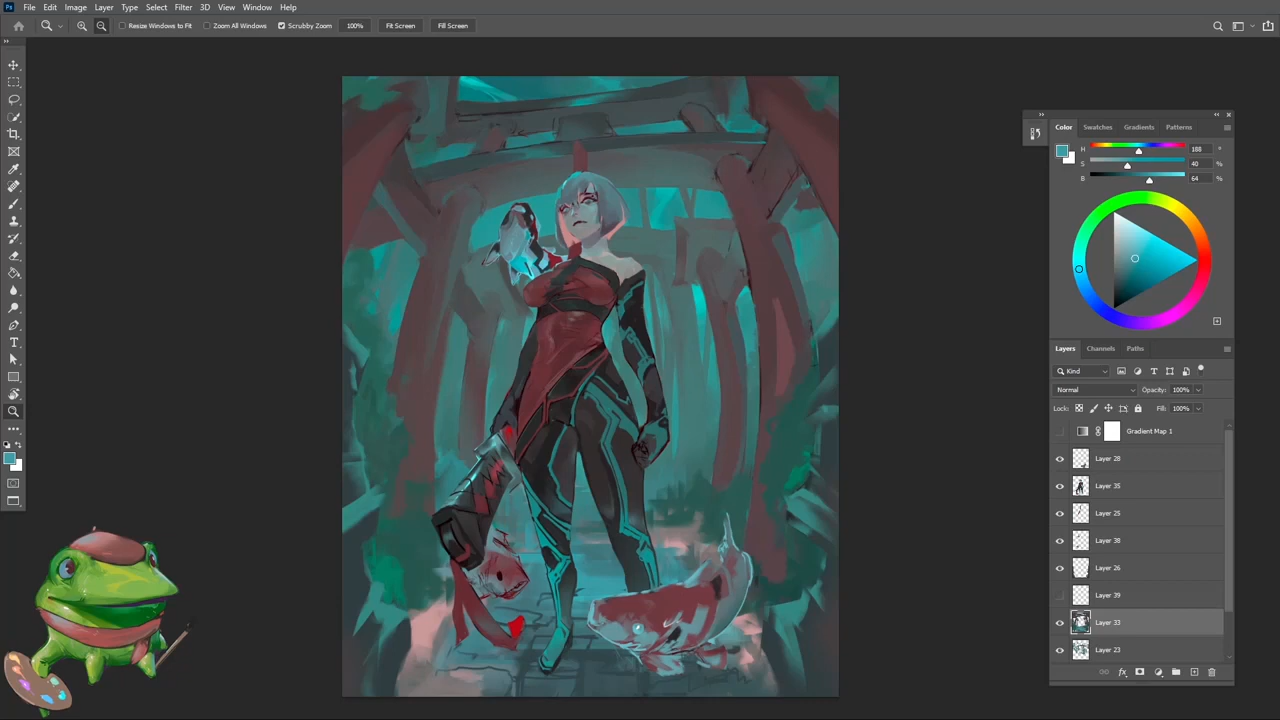 Ps File Edit Image Layer Type Select Filter 3D View Window Help
Resize Windows to Fit Zoom All Windows Scrubby Zoom 100% Fit Screen Fill Screen
Color Swatches Gradients Patterns
H 188 °
S 40 %
B 64 %
Layers Channels Paths
Kind
Normal Opacity: 100%
Lock: Fill: 100%
Gradient Map 1
Layer 28
Layer 35
Layer 25
Layer 38
Layer 26
Layer 39
Layer 33
Layer 23
fx